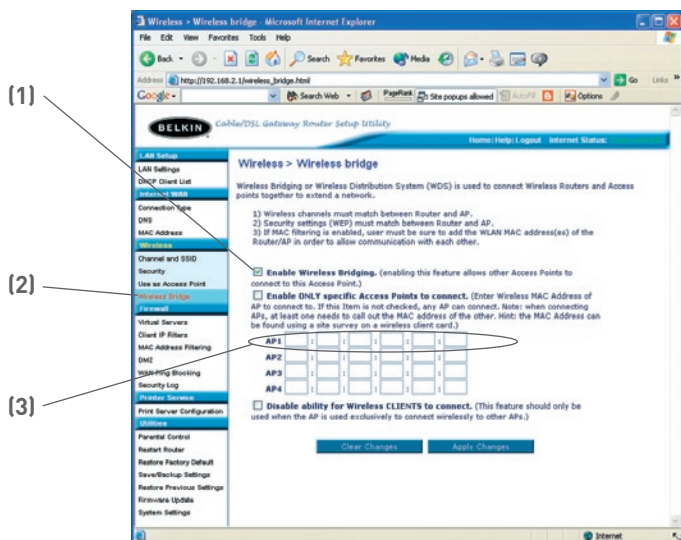 Wireless > Wireless bridge - Microsoft Internet Explorer
File Edit View Favorites Tools Help
Back Search Favorites Media
Address http://192.168.2.1/wireless_bridge.html Go Links »
Google Search Web PageRank Site popups allowed AutoFill Options
BELKIN Cable/DSL Gateway Router Setup Utility
Home|Help|Logout Internet Status:
LAN Setup
LAN Settings
DHCP Client List
Internet WAN
Connection Type
DNS
MAC Address
Wireless
Channel and SSID
Security
Use as Access Point
Wireless Bridge
Firewall
Virtual Servers
Client IP Filters
MAC Address Filtering
DMZ
WAN Ping Blocking
Security Log
Printer Service
Print Server Configuration
Utilities
Parental Control
Restart Router
Restore Factory Default
Save/Backup Settings
Restore Previous Settings
Firmware Update
System Settings
Wireless > Wireless bridge
Wireless Bridging or Wireless Distribution System (WDS) is used to connect Wireless Routers and Access
points together to extend a network.
1) Wireless channels must match between Router and AP.
2) Security settings (WEP) must match between Router and AP.
3) If MAC filtering is enabled, user must be sure to add the WLAN MAC address(es) of the
Router/AP in order to allow communication with each other.
Enable Wireless Bridging. (enabling this feature allows other Access Points to
connect to this Access Point.)
Enable ONLY specific Access Points to connect. (Enter Wireless MAC Address of
AP to connect to. If this Item is not checked, any AP can connect. Note: when connecting
APs, at least one needs to call out the MAC address of the other. Hint: the MAC Address can
be found using a site survey on a wireless client card.)
AP1 : : : : :
AP2 : : : : :
AP3 : : : : :
AP4 : : : : :
Disable ability for Wireless CLIENTS to connect. (This feature should only be
used when the AP is used exclusively to connect wirelessly to other APs.)
Clear Changes Apply Changes
Internet
(1)
(2)
(3)